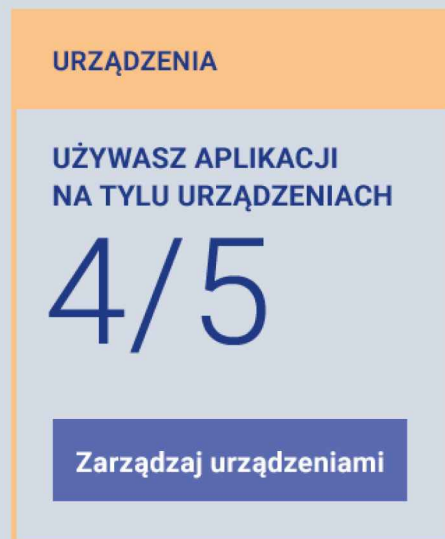 URZĄDZENIA
UŻYWASZ APLIKACJI
NA TYLU URZĄDZENIACH
4/5
Zarządzaj urządzeniami